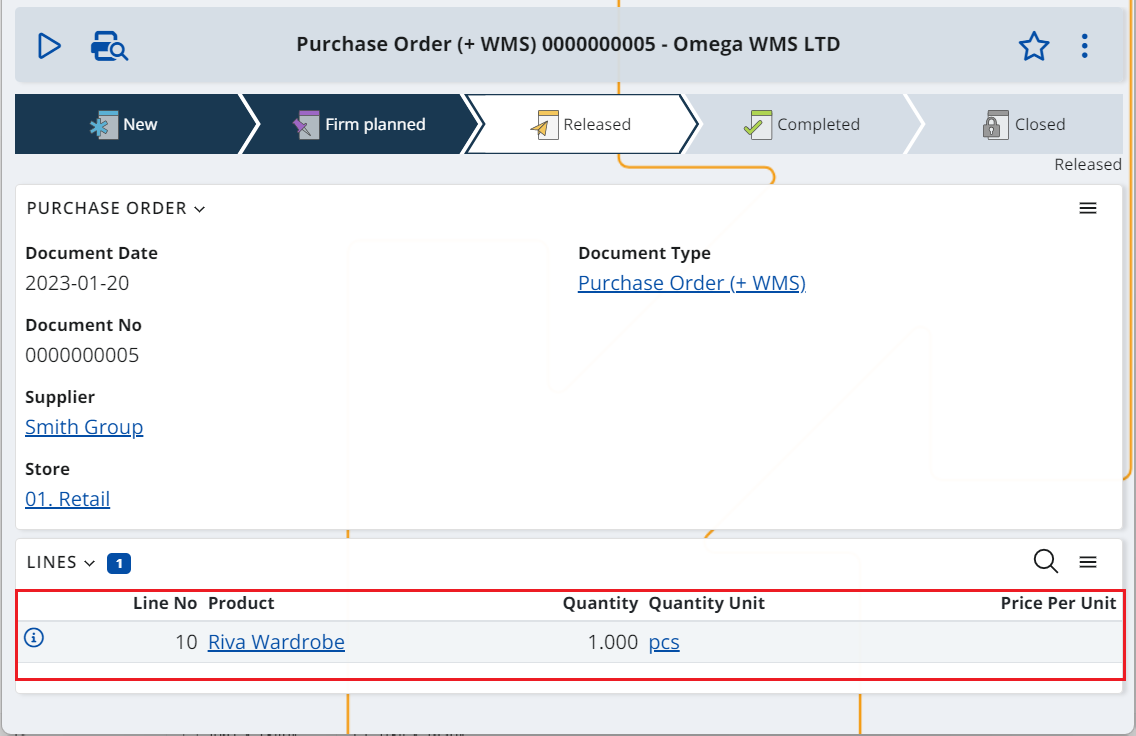 Purchase Order (+ WMS) 0000000005 - Omega WMS LTD
New Firm planned Released Completed Closed
Released
PURCHASE ORDER
Document Date Document Type
2023-01-20 Purchase Order (+ WMS)
Document No
0000000005
Supplier
Smith Group
Store
01. Retail
LINES 1
Line No Product Quantity Quantity Unit Price Per Unit
10 Riva Wardrobe 1.000 pcs